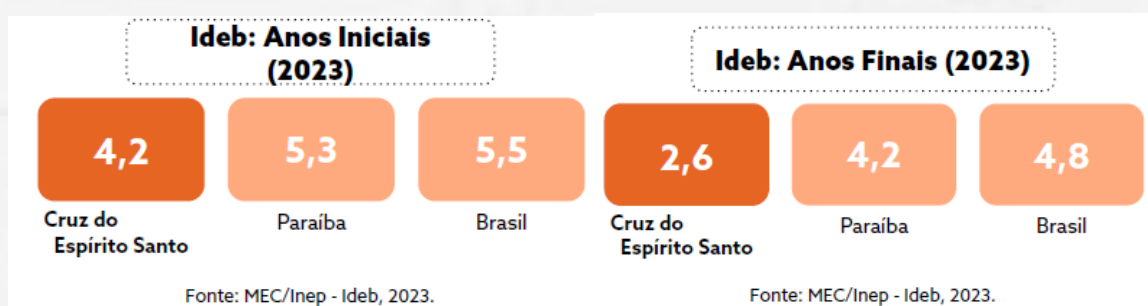 Ideb: Anos Iniciais
(2023)
4,2
5,3
5,5
Cruz do
Espírito Santo
Paraíba
Brasil
Fonte: MEC/Inep - Ideb, 2023.
Ideb: Anos Finais (2023)
2,6
4,2
4,8
Cruz do
Espírito Santo
Paraíba
Brasil
Fonte: MEC/Inep - Ideb, 2023.